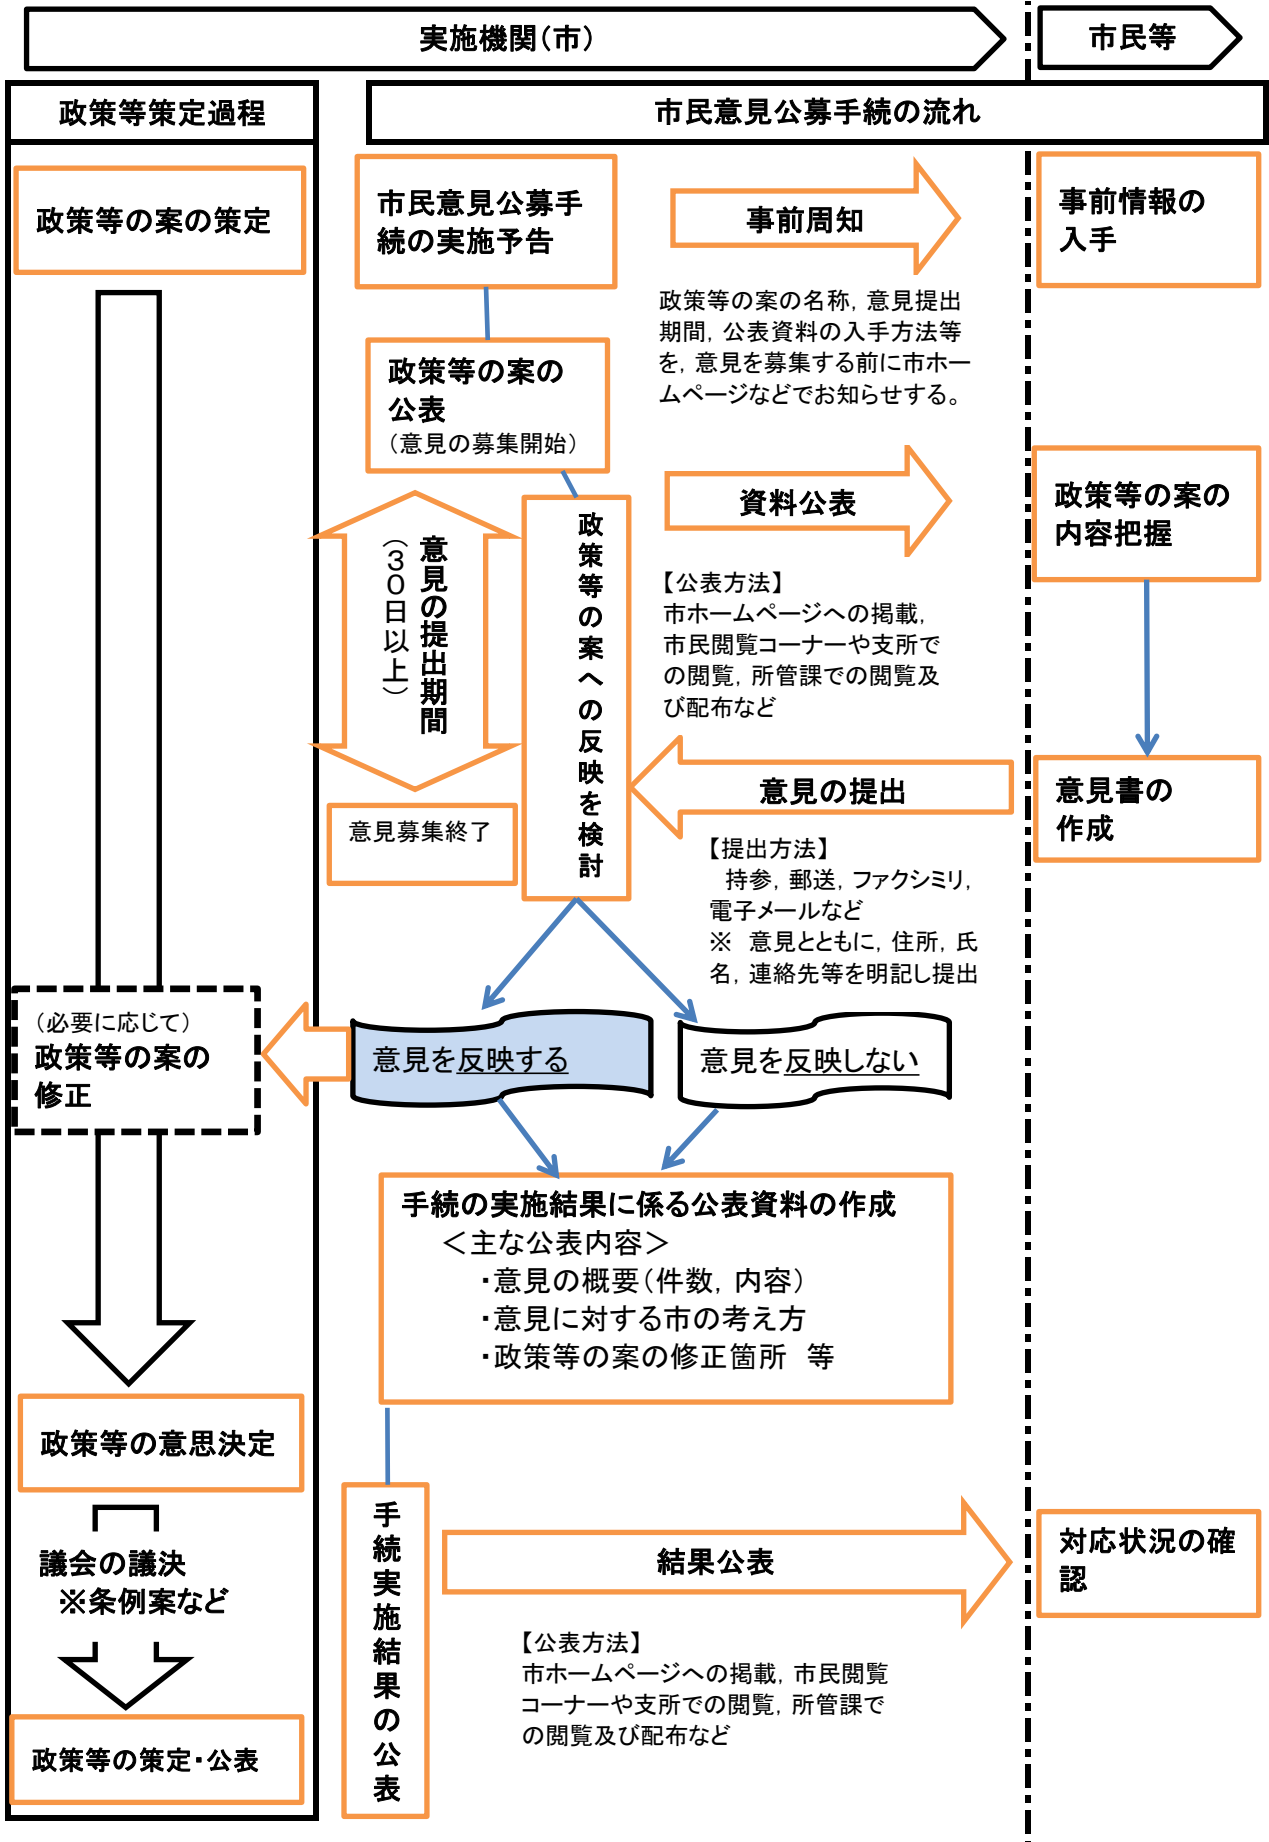 実施機関（市）
市民等
政策等策定過程
市民意見公募手続の流れ
政策等の案の策定
市民意見公募手
続の実施予告
事前周知
事前情報の
入手
政策等の案の名称，意見提出
期間，公表資料の入手方法等
を，意見を募集する前に市ホー
ムページなどでお知らせする。
政策等の案の
公表
（意見の募集開始）
資料公表
政策等の案の
内容把握
意見の提出期間
（３０日以上）
政策等の案への反映を検討
【公表方法】
市ホームページへの掲載，
市民閲覧コーナーや支所で
の閲覧，所管課での閲覧及
び配布など
意見の提出
意見書の
作成
意見募集終了
【提出方法】
持参，郵送，ファクシミリ，
電子メールなど
※　意見とともに，住所，氏
名，連絡先等を明記し提出
（必要に応じて）
政策等の案の
修正
意見を反映する
意見を反映しない
手続の実施結果に係る公表資料の作成
＜主な公表内容＞
・意見の概要（件数，内容）
・意見に対する市の考え方
・政策等の案の修正箇所　等
政策等の意思決定
議会の議決
※条例案など
政策等の策定・公表
手続実施結果の公表
結果公表
対応状況の確
認
【公表方法】
市ホームページへの掲載，市民閲覧
コーナーや支所での閲覧，所管課で
の閲覧及び配布など